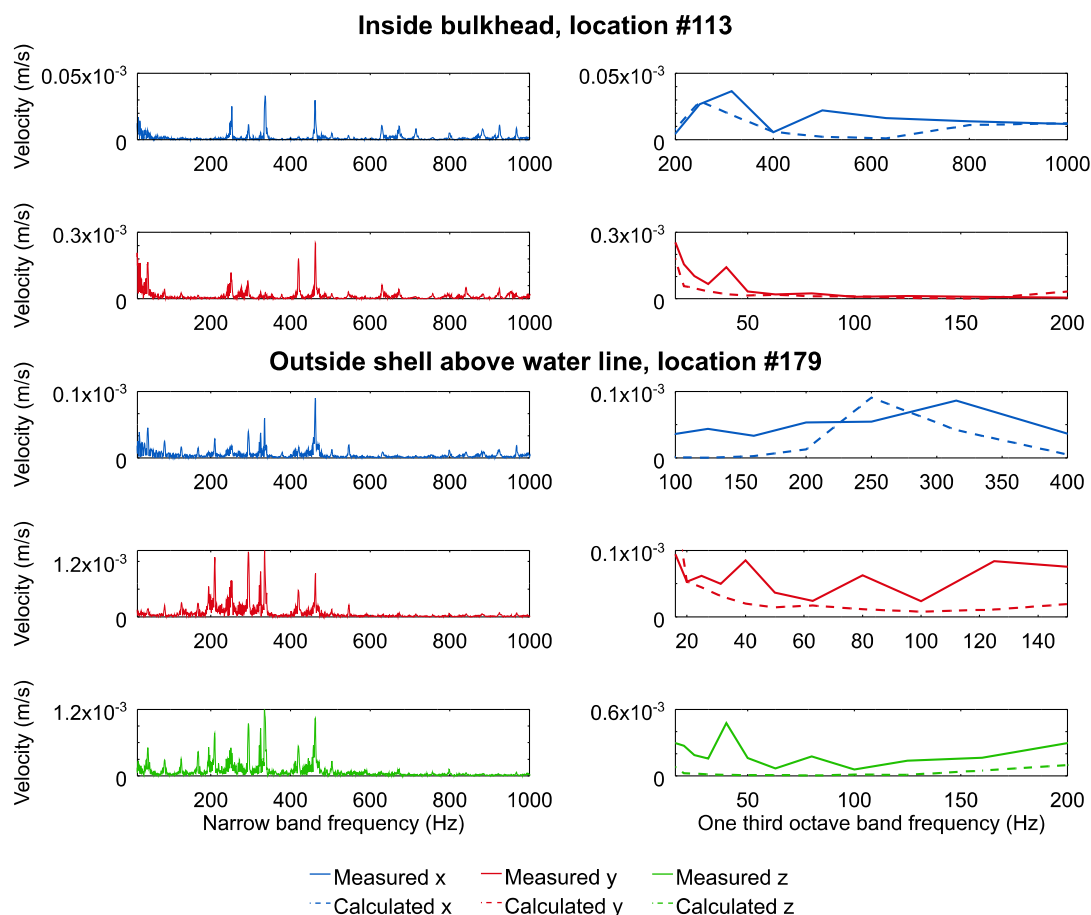 Inside bulkhead, location #113
Velocity (m/s)
0.05x10-3
0
200 400 600 800 1000
0.05x10-3
0
200 400 600 800 1000
Velocity (m/s)
0.3x10-3
0
200 400 600 800 1000
0.3x10-3
0
50 100 150 200
Outside shell above water line, location #179
Velocity (m/s)
0.1x10-3
0
200 400 600 800 1000
0.1x10-3
0
100 150 200 250 300 350 400
Velocity (m/s)
1.2x10-3
0
200 400 600 800 1000
0.1x10-3
0
20 40 60 80 100 120 140
Velocity (m/s)
1.2x10-3
0
200 400 600 800 1000
Narrow band frequency (Hz)
0.6x10-3
0
50 100 150 200
One third octave band frequency (Hz)
Measured x Measured y Measured z
Calculated x Calculated y Calculated z